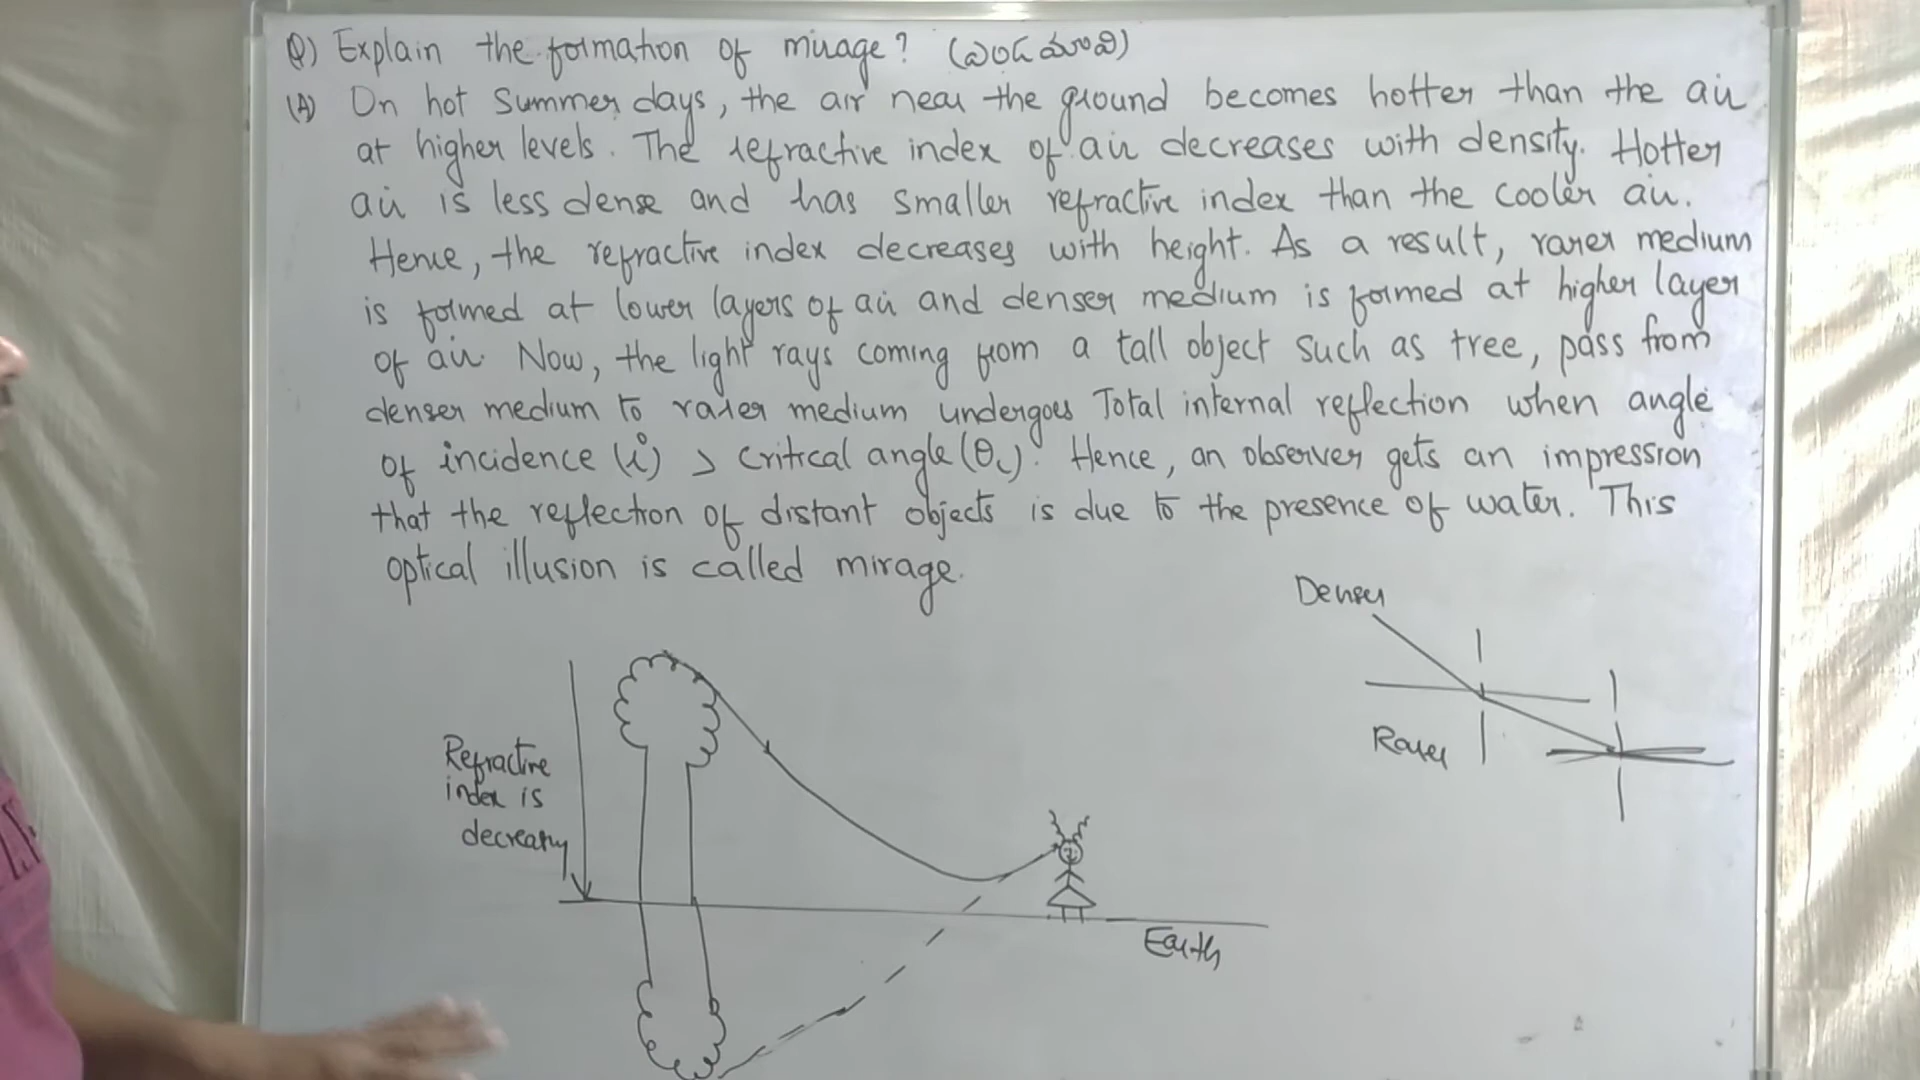 Q) Explain the formation of mirage? (ఎండమావి)
(A) On hot Summer days, the air near the ground becomes hotter than the air
at higher levels. The refractive index of air decreases with density. Hotter
air is less dense and has smaller refractive index than the cooler air.
Hence, the refractive index decreases with height. As a result, rarer medium
is formed at lower layers of air and denser medium is formed at higher layer
of air. Now, the light rays coming from a tall object such as tree, pass from
denser medium to rarer medium undergoes Total internal reflection when angle
of incidence (i) > critical angle (θc). Hence, an observer gets an impression
that the reflection of distant objects is due to the presence of water. This
optical illusion is called mirage.
Denser
Rarer
Refractive
index is
Earth